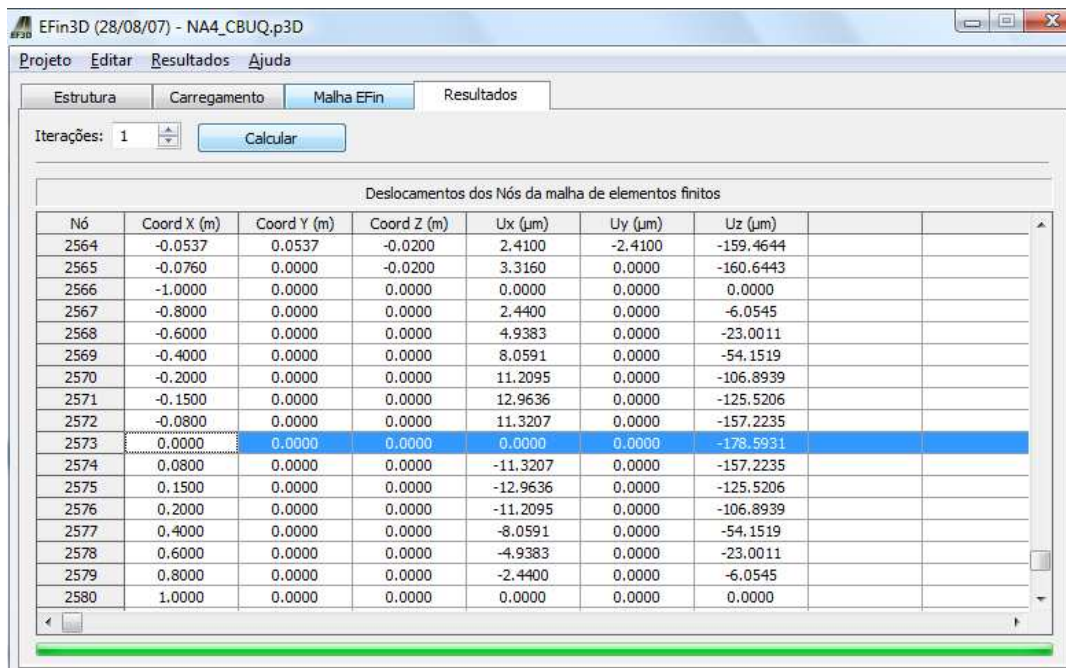 EFin3D (28/08/07) - NA4_CBUQ.p3D
Projeto Editar Resultados Ajuda
Estrutura Carregamento Malha EFin Resultados
Iterações: 1 Calcular
Deslocamentos dos Nós da malha de elementos finitos
Nó Coord X (m) Coord Y (m) Coord Z (m) Ux (µm) Uy (µm) Uz (µm)
2564 -0.0537 0.0537 -0.0200 2.4100 -2.4100 -159.4644
2565 -0.0760 0.0000 -0.0200 3.3160 0.0000 -160.6443
2566 -1.0000 0.0000 0.0000 0.0000 0.0000 0.0000
2567 -0.8000 0.0000 0.0000 2.4400 0.0000 -6.0545
2568 -0.6000 0.0000 0.0000 4.9383 0.0000 -23.0011
2569 -0.4000 0.0000 0.0000 8.0591 0.0000 -54.1519
2570 -0.2000 0.0000 0.0000 11.2095 0.0000 -106.8939
2571 -0.1500 0.0000 0.0000 12.9636 0.0000 -125.5206
2572 -0.0800 0.0000 0.0000 11.3207 0.0000 -157.2235
2573 0.0000 0.0000 0.0000 0.0000 0.0000 -178.5931
2574 0.0800 0.0000 0.0000 -11.3207 0.0000 -157.2235
2575 0.1500 0.0000 0.0000 -12.9636 0.0000 -125.5206
2576 0.2000 0.0000 0.0000 -11.2095 0.0000 -106.8939
2577 0.4000 0.0000 0.0000 -8.0591 0.0000 -54.1519
2578 0.6000 0.0000 0.0000 -4.9383 0.0000 -23.0011
2579 0.8000 0.0000 0.0000 -2.4400 0.0000 -6.0545
2580 1.0000 0.0000 0.0000 0.0000 0.0000 0.0000